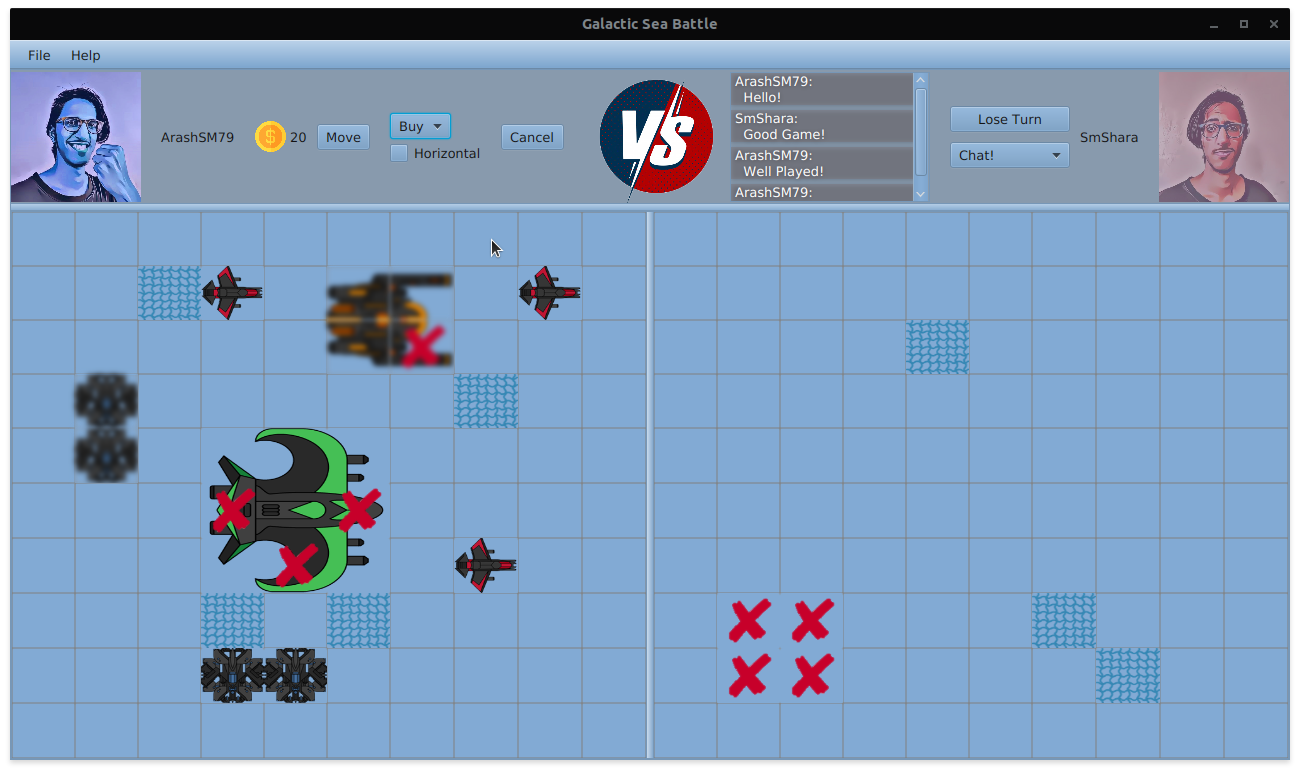 Galactic Sea Battle
File Help
ArashSM79
$ 20
Move
Buy
Horizontal
Cancel
VS
ArashSM79:
Hello!
SmShara:
Good Game!
ArashSM79:
Well Played!
ArashSM79:
Lose Turn
Chat!
SmShara